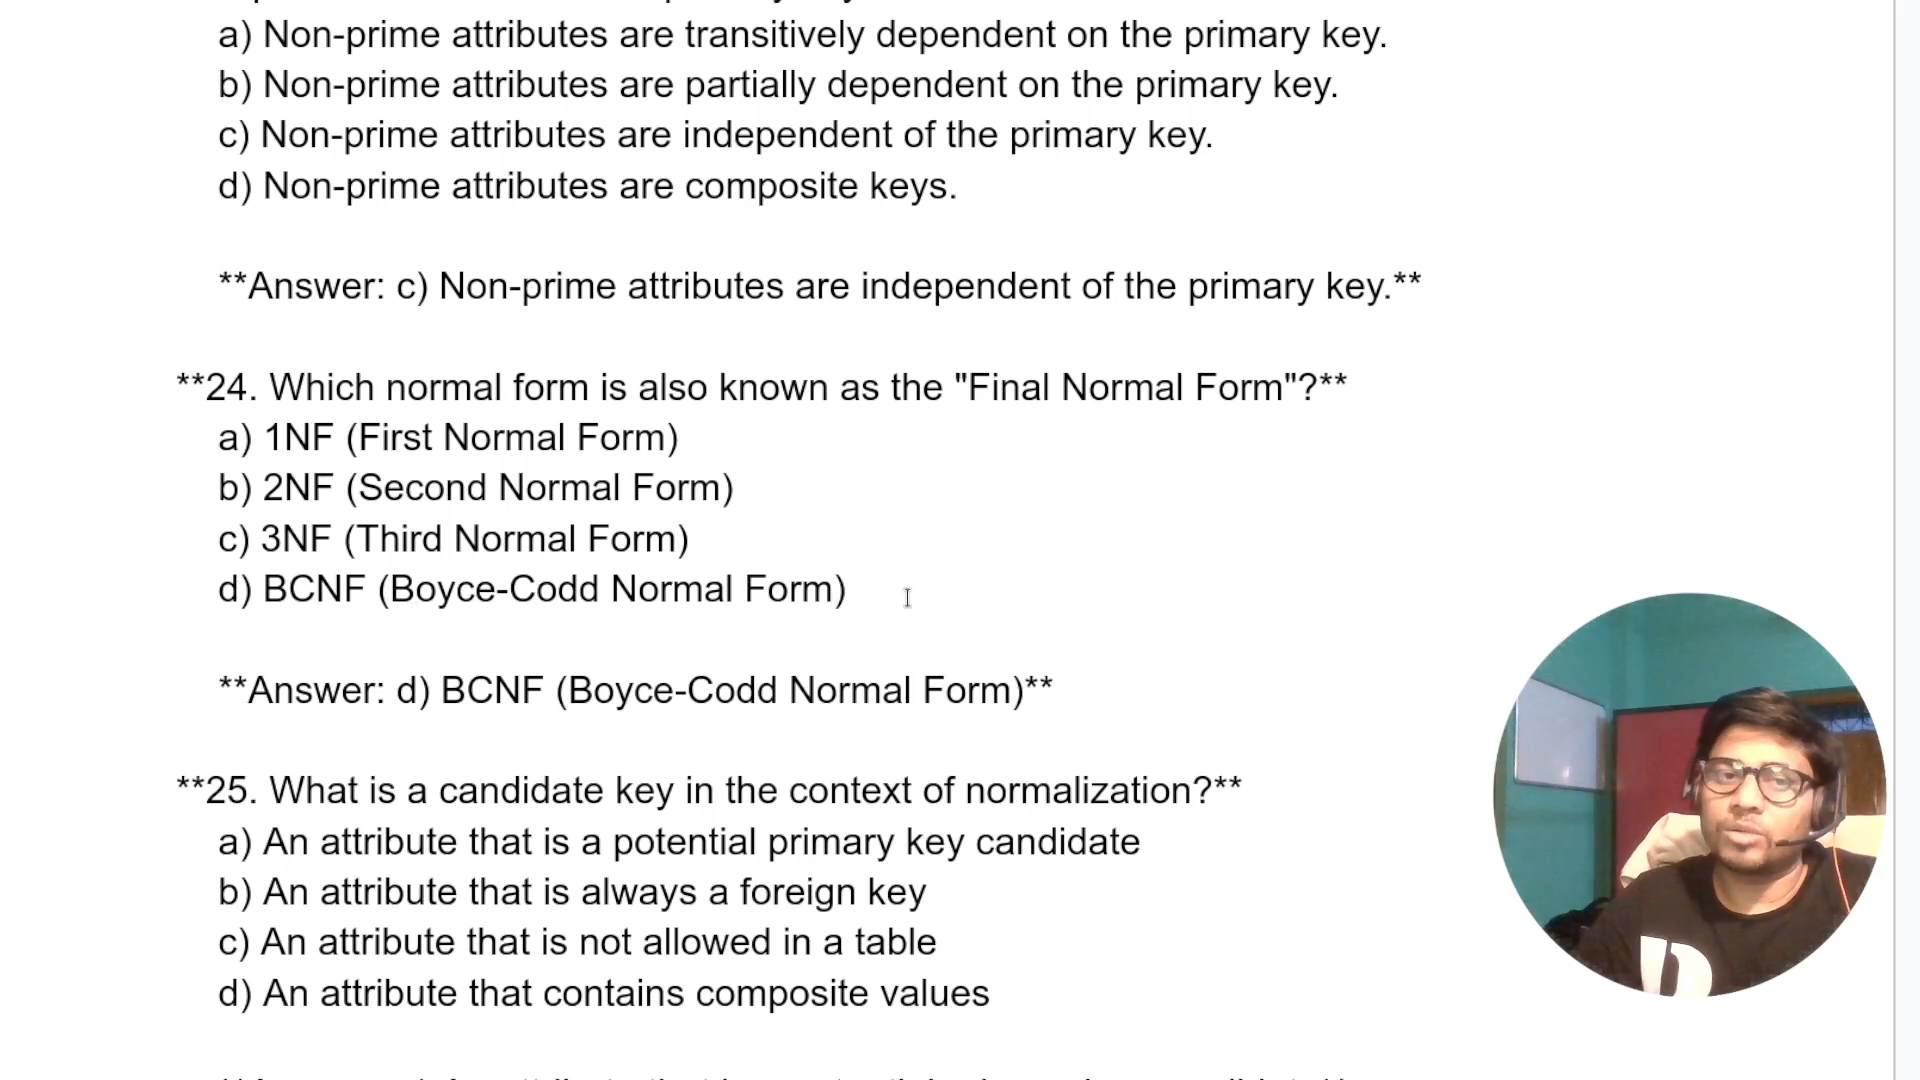 a) Non-prime attributes are transitively dependent on the primary key.
b) Non-prime attributes are partially dependent on the primary key.
c) Non-prime attributes are independent of the primary key.
d) Non-prime attributes are composite keys.
**Answer: c) Non-prime attributes are independent of the primary key.**
**24. Which normal form is also known as the "Final Normal Form"?**
a) 1NF (First Normal Form)
b) 2NF (Second Normal Form)
c) 3NF (Third Normal Form)
d) BCNF (Boyce-Codd Normal Form)
**Answer: d) BCNF (Boyce-Codd Normal Form)**
**25. What is a candidate key in the context of normalization?**
a) An attribute that is a potential primary key candidate
b) An attribute that is always a foreign key
c) An attribute that is not allowed in a table
d) An attribute that contains composite values